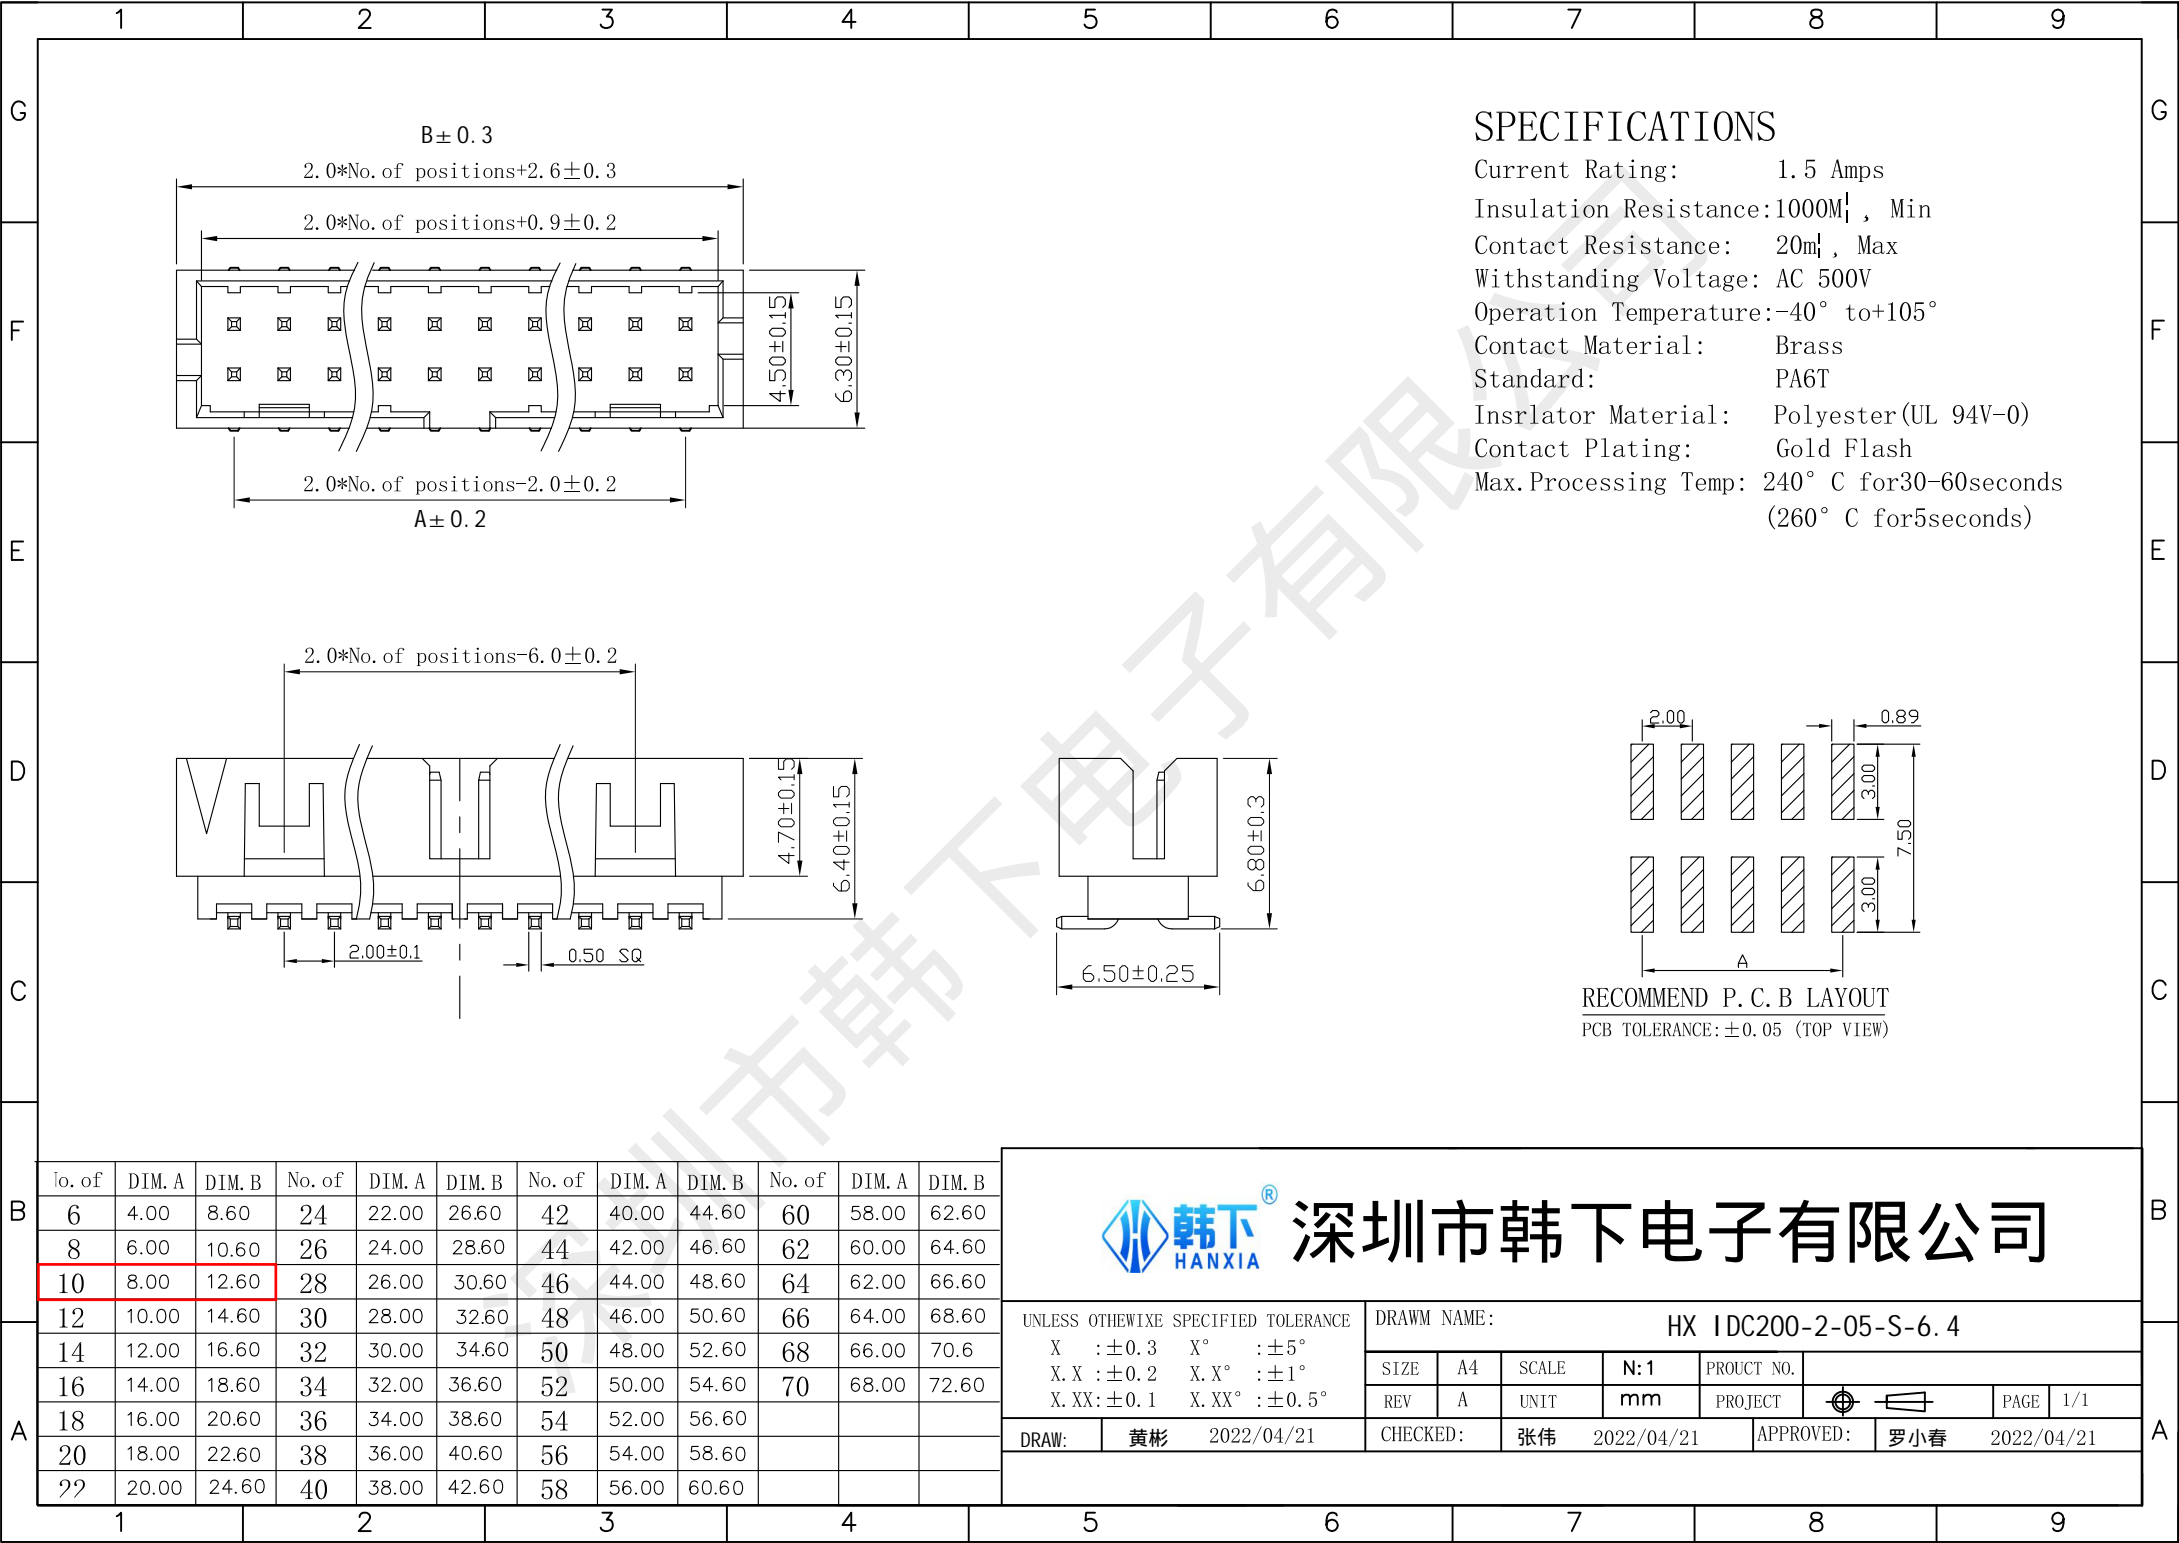 1 2 3 4 5 6 7 8 9
G G
F F
E E
D D
C C
B B
A A
B±0.3
2.0*No.of positions+2.6±0.3
2.0*No.of positions+0.9±0.2
4.50±0.15
6.30±0.15
2.0*No.of positions-2.0±0.2
A±0.2
SPECIFICATIONS
Current Rating: 1.5 Amps
Insulation Resistance:1000M¦, Min
Contact Resistance: 20m¦, Max
Withstanding Voltage: AC 500V
Operation Temperature:-40° to+105°
Contact Material: Brass
Standard: PA6T
Insrlator Material: Polyester(UL 94V-0)
Contact Plating: Gold Flash
Max.Processing Temp: 240° C for30-60seconds
(260° C for5seconds)
2.0*No.of positions-6.0±0.2
4.70±0.15
6.40±0.15
2.00±0.1
0.50 SQ
6.80±0.3
6.50±0.25
2.00
0.89
3.00
7.50
3.00
A
RECOMMEND P.C.B LAYOUT
PCB TOLERANCE:±0.05 (TOP VIEW)
深圳市韩下电子有限公司
No.of DIM.A DIM.B No.of DIM.A DIM.B No.of DIM.A DIM.B No.of DIM.A DIM.B
6 4.00 8.60 24 22.00 26.60 42 40.00 44.60 60 58.00 62.60
8 6.00 10.60 26 24.00 28.60 44 42.00 46.60 62 60.00 64.60
10 8.00 12.60 28 26.00 30.60 46 44.00 48.60 64 62.00 66.60
12 10.00 14.60 30 28.00 32.60 48 46.00 50.60 66 64.00 68.60
14 12.00 16.60 32 30.00 34.60 50 48.00 52.60 68 66.00 70.6
16 14.00 18.60 34 32.00 36.60 52 50.00 54.60 70 68.00 72.60
18 16.00 20.60 36 34.00 38.60 54 52.00 56.60
20 18.00 22.60 38 36.00 40.60 56 54.00 58.60
22 20.00 24.60 40 38.00 42.60 58 56.00 60.60
韩下®
HANXIA
深圳市韩下电子有限公司
UNLESS OTHEWIXE SPECIFIED TOLERANCE
X :±0.3 X° :±5°
X.X :±0.2 X.X° :±1°
X.XX:±0.1 X.XX° :±0.5°
DRAWM NAME: HX IDC200-2-05-S-6.4
SIZE A4 SCALE N:1 PROUCT NO.
REV A UNIT mm PROJECT PAGE 1/1
DRAW: 黄彬 2022/04/21 CHECKED: 张伟 2022/04/21 APPROVED: 罗小春 2022/04/21
1 2 3 4 5 6 7 8 9